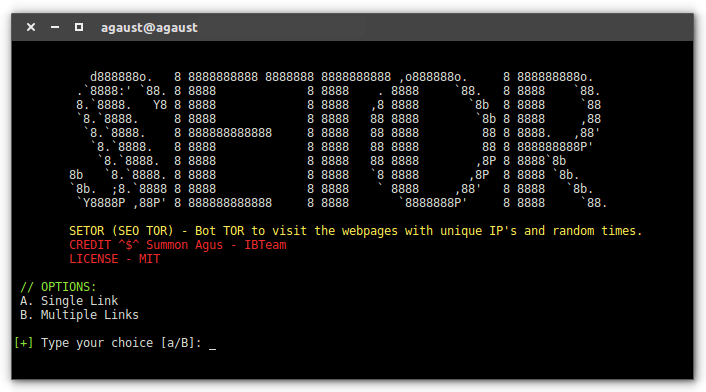 agaust@agaust
SETOR
SETOR (SEO TOR) - Bot TOR to visit the webpages with unique IP's and random times.
CREDIT ^$^ Summon Agus - IBTeam
LICENSE - MIT
// OPTIONS:
A. Single Link
B. Multiple Links
[+] Type your choice [a/B]: _